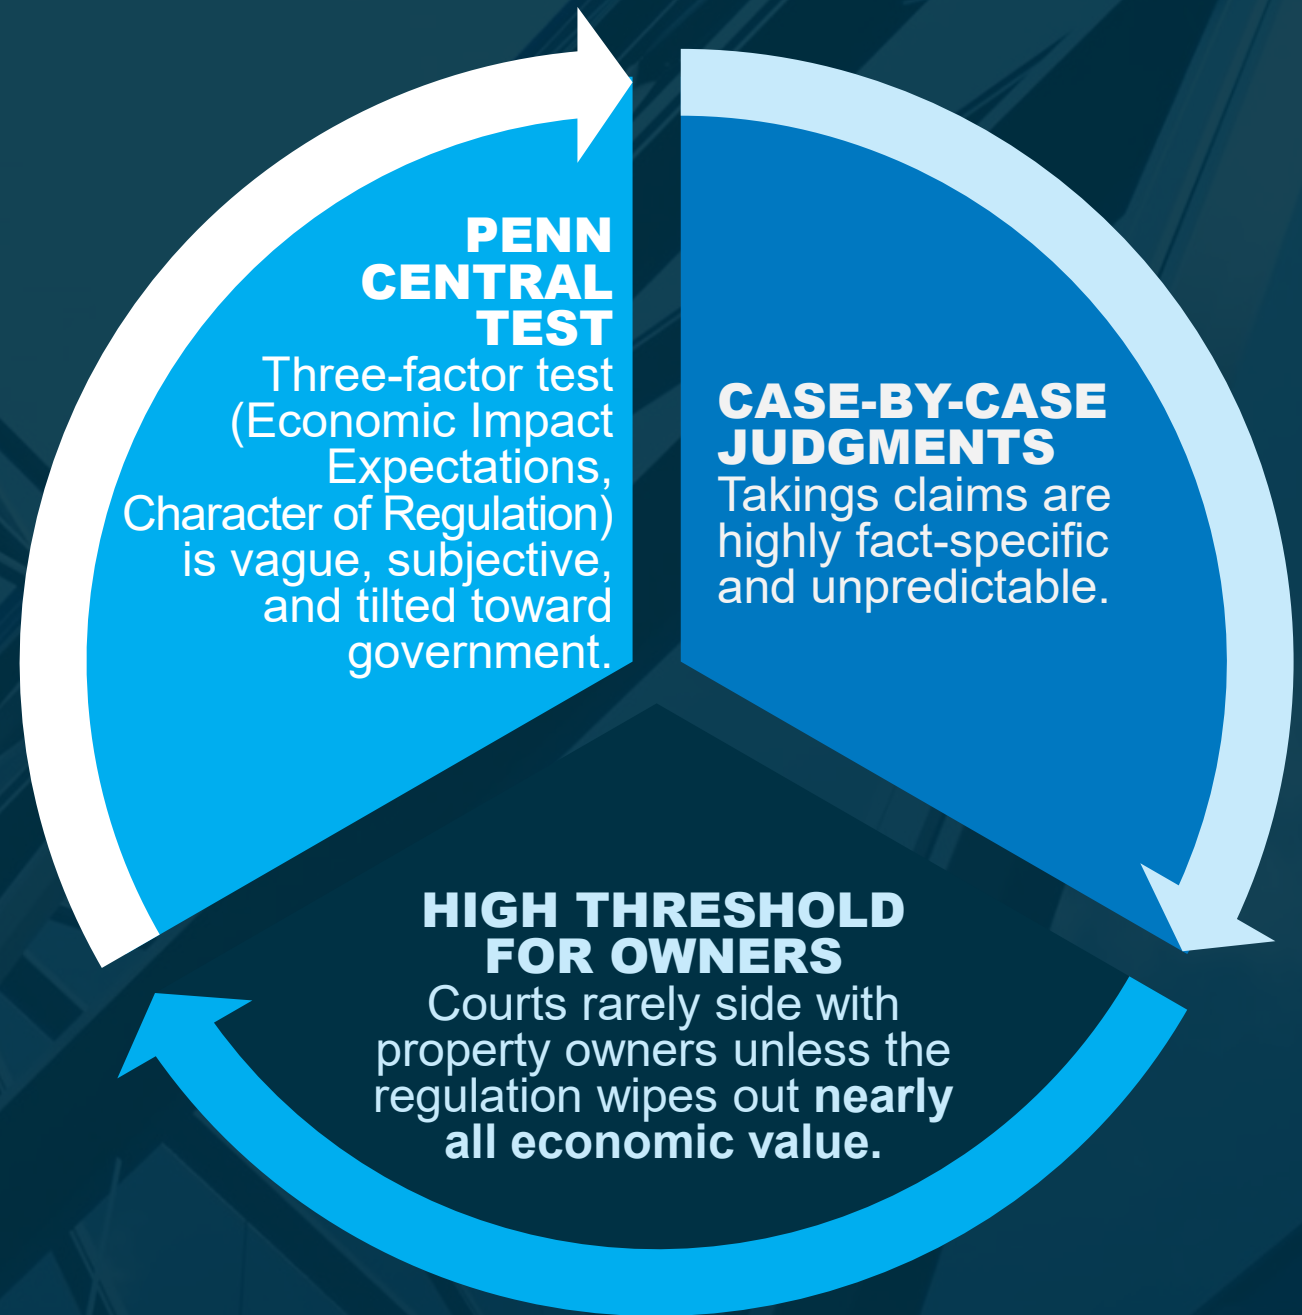 PENN
CENTRAL
TEST
Three-factor test
(Economic Impact
Expectations,
Character of Regulation)
is vague, subjective,
and tilted toward
government.
CASE-BY-CASE
JUDGMENTS
Takings claims are
highly fact-specific
and unpredictable.
HIGH THRESHOLD
FOR OWNERS
Courts rarely side with
property owners unless the
regulation wipes out nearly
all economic value.